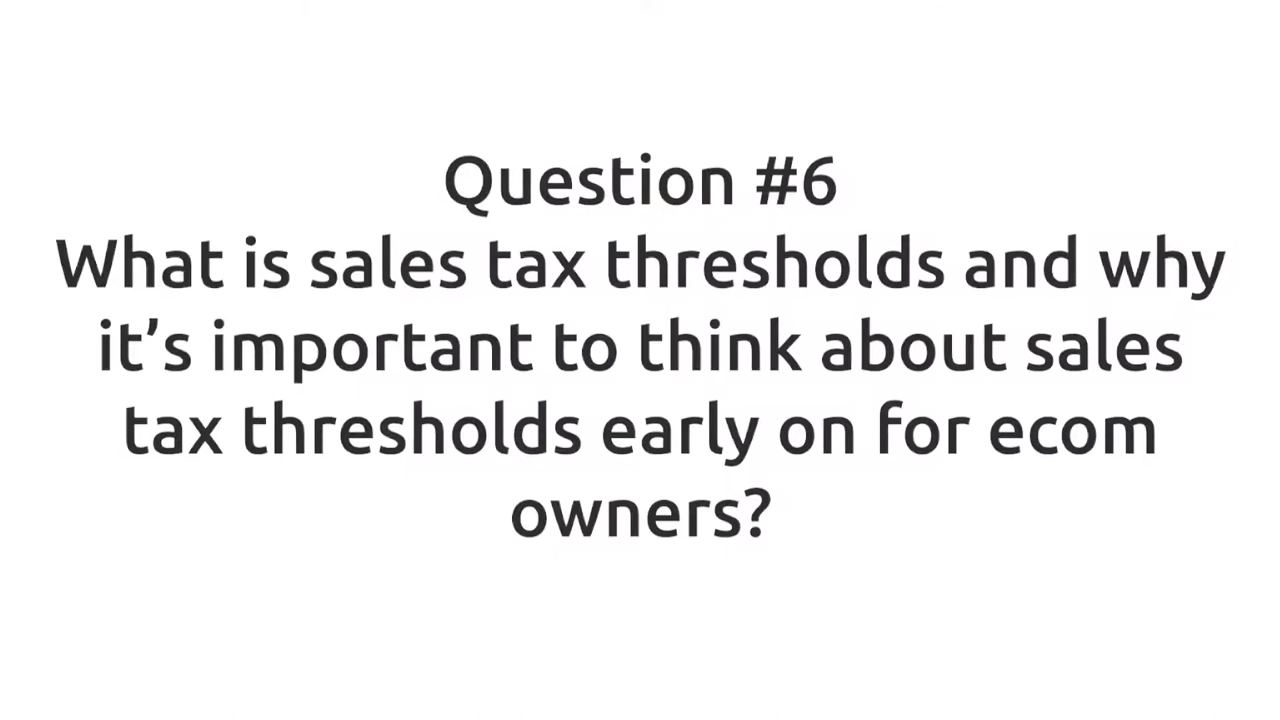 Question #6
What is sales tax thresholds and why
it’s important to think about sales
tax thresholds early on for ecom
owners?